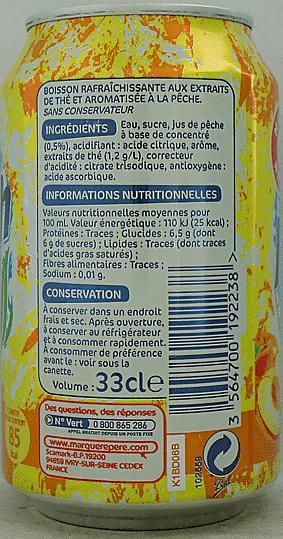 BOISSON RAFRAÎCHISSANTE AUX EXTRAITS
DE THÉ ET AROMATISÉE À LA PÊCHE.
SANS CONSERVATEUR
INGRÉDIENTS Eau, sucre, jus de pêche
à base de concentré
(0,5%), acidifiant : acide citrique, arôme,
extraits de thé (1,2 g/L), correcteur
d'acidité : citrate trisodique, antioxygène :
acide ascorbique.
INFORMATIONS NUTRITIONNELLES
Valeurs nutritionnelles moyennes pour
100 ml. Valeur énergétique : 110 kJ (25 kcal) ;
Protéines : Traces ; Glucides : 6,5 g (dont
6 g de sucres) ; Lipides : Traces (dont traces
d'acides gras saturés) ;
Fibres alimentaires : Traces ;
Sodium : 0,01 g.
CONSERVATION
À conserver dans un endroit
frais et sec. Après ouverture,
à conserver au réfrigérateur
et à consommer rapidement.
À consommer de préférence
avant le : voir sous la
canette.
Volume : 33cl e
3 564700 192238 >
Des questions, des réponses
N° Vert 0 800 865 286
APPEL GRATUIT DEPUIS UN POSTE FIXE
www.marquerepere.com
Scamark-B.P.19200
94859 IVRY-SUR-SEINE CEDEX
FRANCE
K1BD06B
85